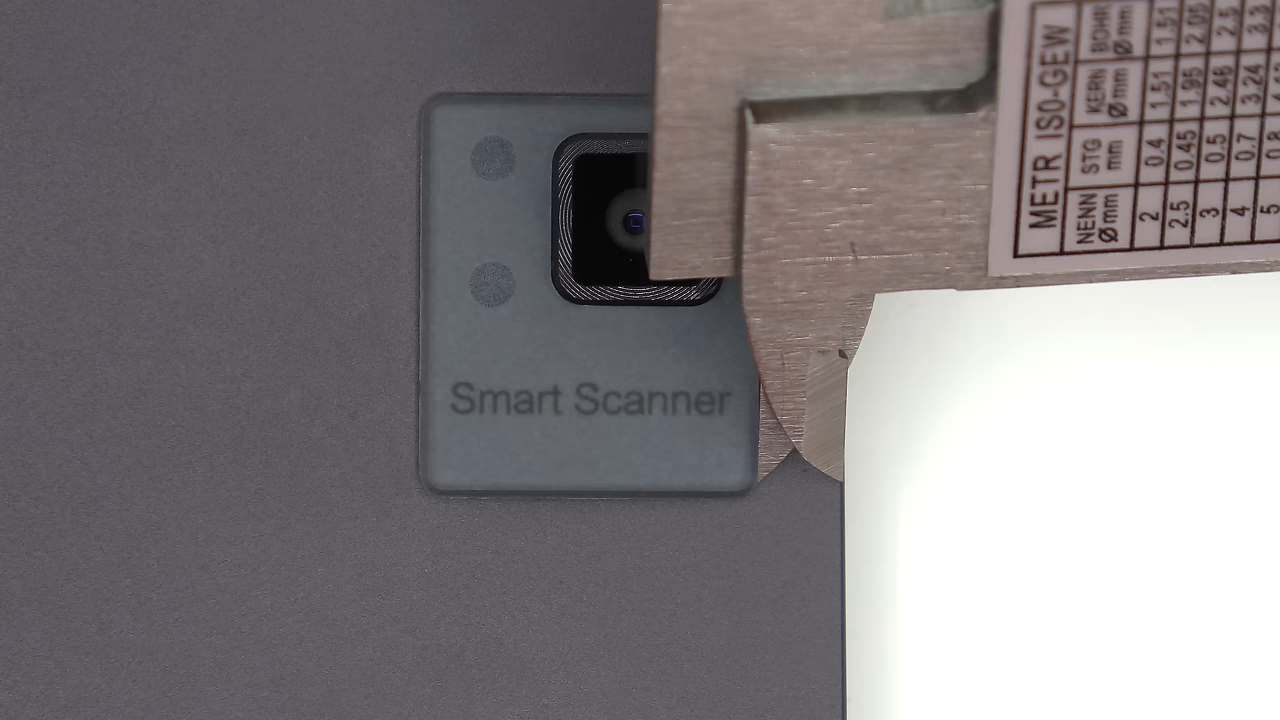 Smart Scanner
METR ISO-GEW
NENN STG KERN BOHR
Ø mm mm Ø mm Ø mm
2 0.4 1.51 1.51
2.5 0.45 1.95 2.05
3 0.5 2.46 2.5
4 0.7 3.24 3.3
5